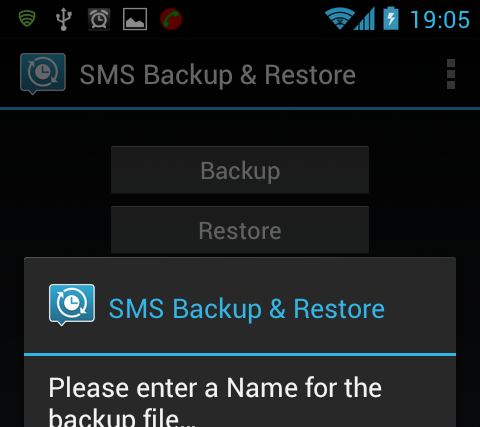 19:05
SMS Backup & Restore
Backup
Restore
SMS Backup & Restore
Please enter a Name for the
backup file...